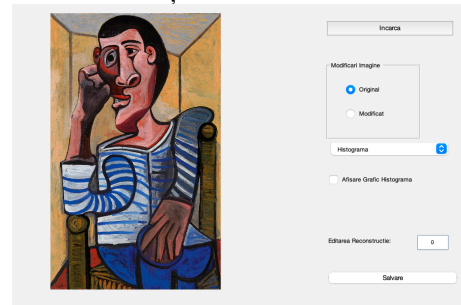 Incarca
Modificari Imagine
Original
Modificat
Histograma
Afisare Grafic Histograma
Editarea Reconstructie:
0
Salvare